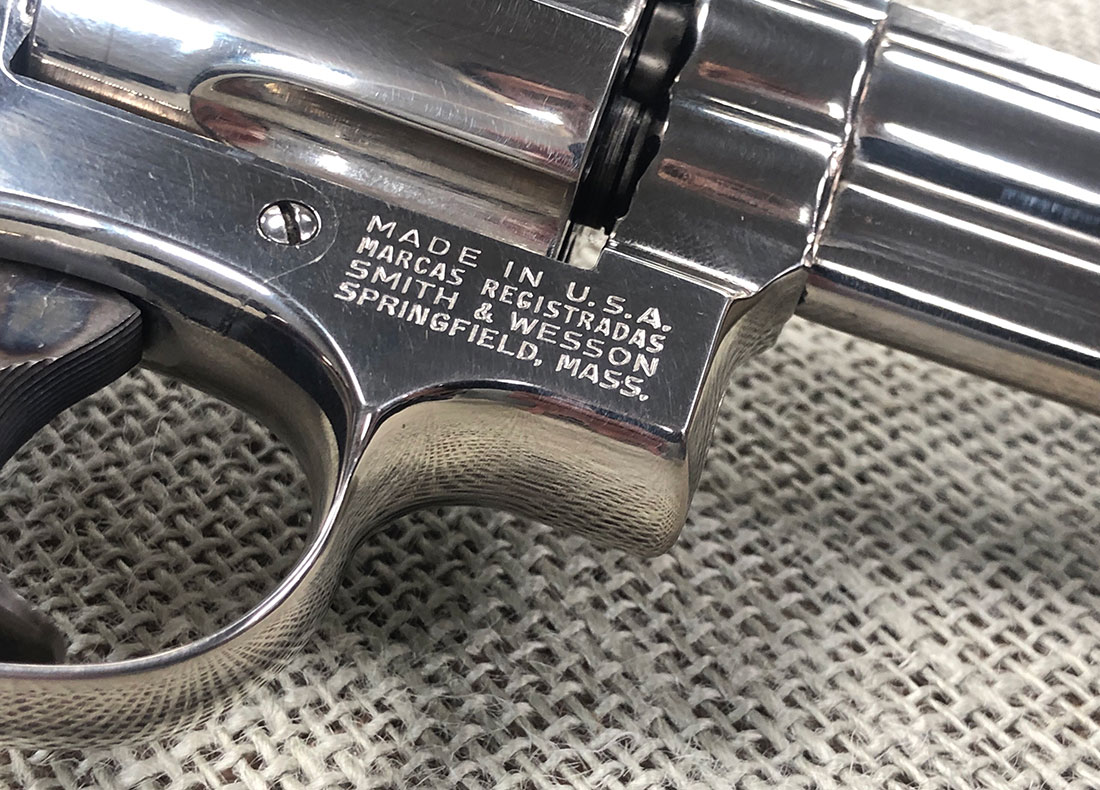 MADE IN U.S.A.
MARCAS REGISTRADAS
SMITH & WESSON
SPRINGFIELD, MASS.